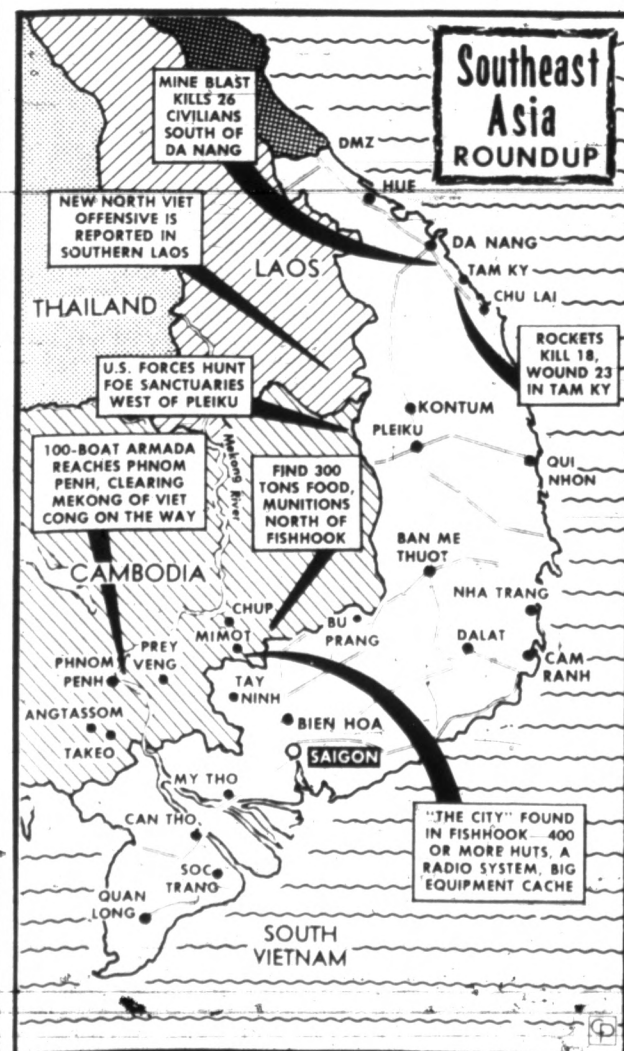 Southeast
Asia
ROUNDUP
MINE BLAST
KILLS 26
CIVILIANS
SOUTH OF
DA NANG
DMZ
HUE
NEW NORTH VIET
OFFENSIVE IS
REPORTED IN
SOUTHERN LAOS
DA NANG
LAOS
TAM KY
CHU LAI
THAILAND
ROCKETS
KILL 18,
WOUND 23
IN TAM KY
U.S. FORCES HUNT
FOE SANCTUARIES
WEST OF PLEIKU
KONTUM
PLEIKU
100-BOAT ARMADA
REACHES PHNOM
PENH, CLEARING
MEKONG OF VIET
CONG ON THE WAY
Mekong River
FIND 300
TONS FOOD,
MUNITIONS
NORTH OF
FISHHOOK
QUI
NHON
BAN ME
THUOT
CAMBODIA
NHA TRANG
CHUP
BU
PRANG
MIMOT
DALAT
PREY
VENG
CAM
RANH
PHNOM
PENH
TAY
NINH
ANGTASSOM
BIEN HOA
TAKEO
SAIGON
MY THO
CAN THO
"THE CITY" FOUND
IN FISHHOOK—400
OR MORE HUTS, A
RADIO SYSTEM, BIG
EQUIPMENT CACHE
SOC
TRANG
QUAN
LONG
SOUTH
VIETNAM
CP